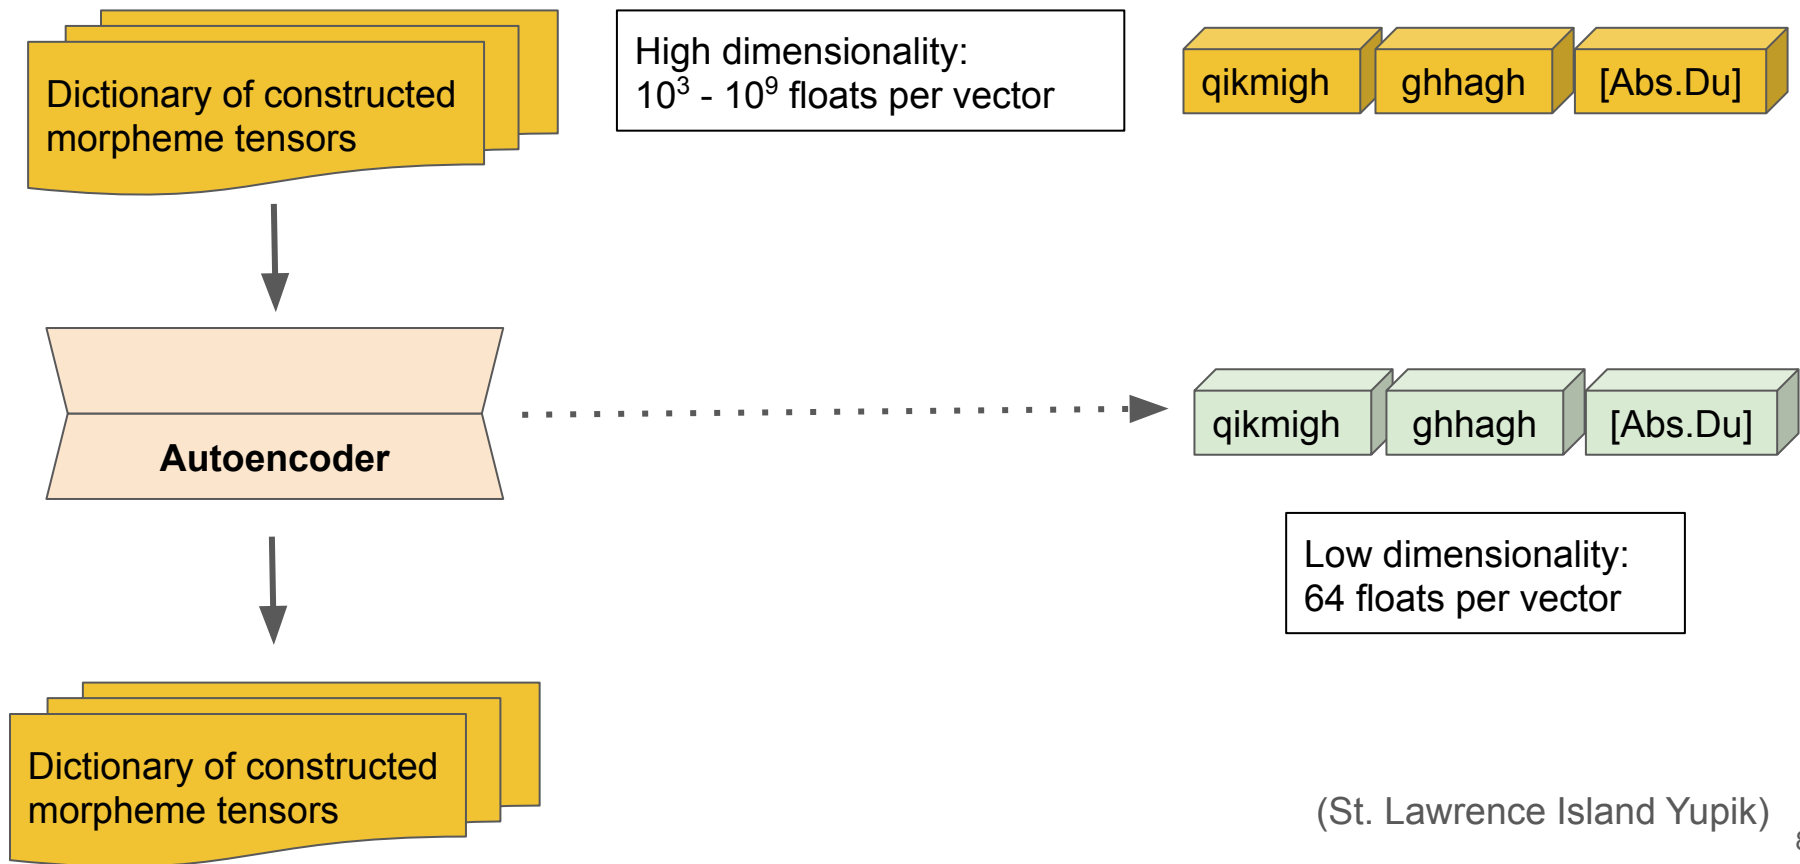 Dictionary of constructed
morpheme tensors
High dimensionality:
10³ - 10⁹ floats per vector
qikmigh
ghhagh
[Abs.Du]
Autoencoder
qikmigh
ghhagh
[Abs.Du]
Low dimensionality:
64 floats per vector
Dictionary of constructed
morpheme tensors
(St. Lawrence Island Yupik)